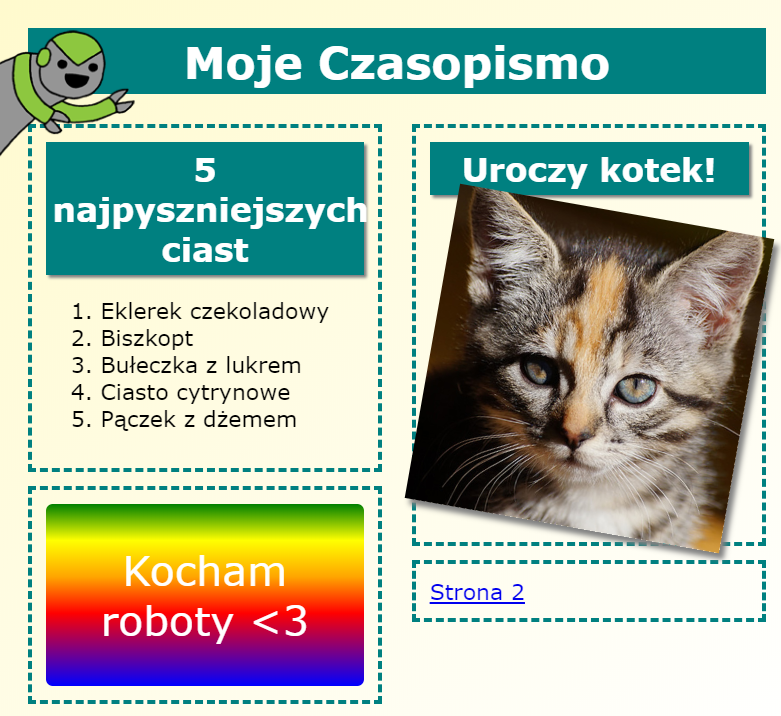 Moje Czasopismo
5
najpyszniejszych
ciast
1. Eklerek czekoladowy
2. Biszkopt
3. Bułeczka z lukrem
4. Ciasto cytrynowe
5. Pączek z dżemem
Kocham
roboty <3
Uroczy kotek!
Strona 2